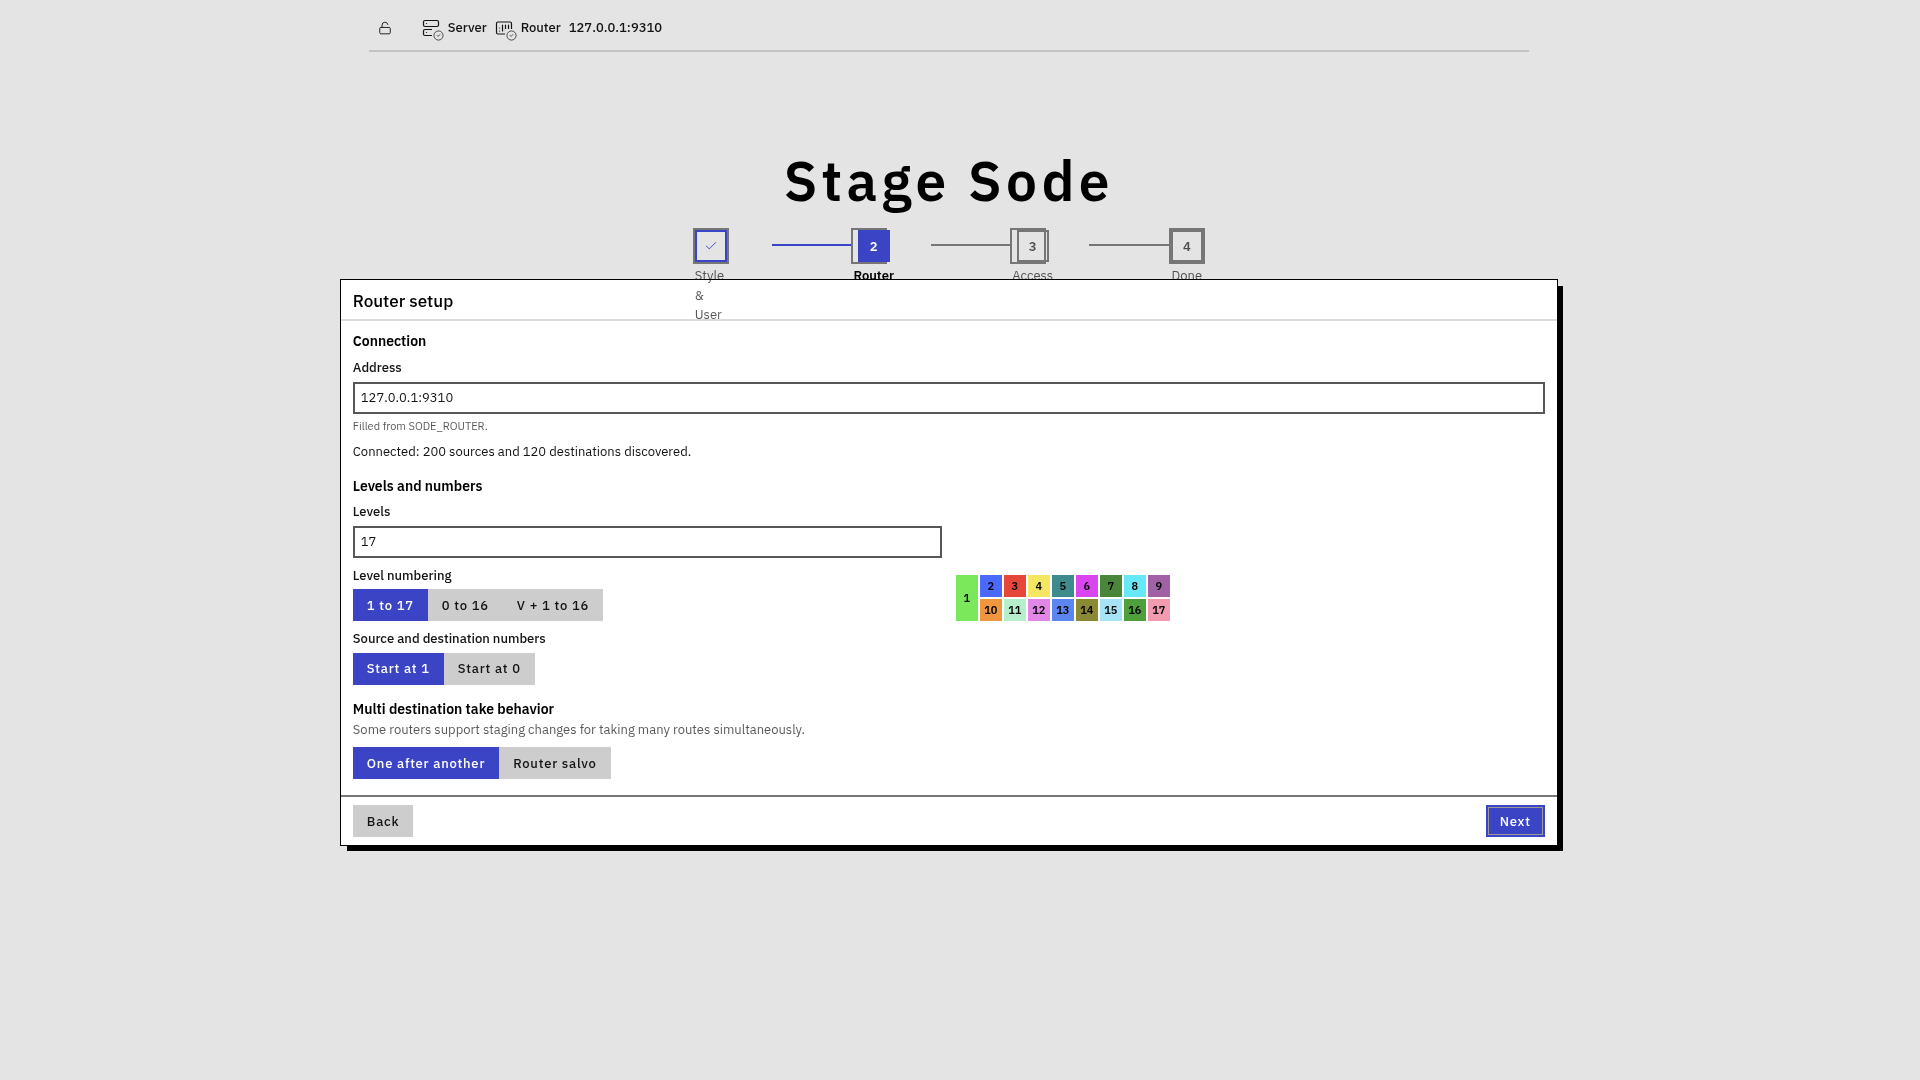 Server Router 127.0.0.1:9310
Stage Sode
2 3 4
Style & User
Router
Access
Done
Router setup
Connection
Address
127.0.0.1:9310
Filled from SODE_ROUTER.
Connected: 200 sources and 120 destinations discovered.
Levels and numbers
Levels
17
Level numbering
1 to 17 0 to 16 V + 1 to 16
1 2 3 4 5 6 7 8 9
10 11 12 13 14 15 16 17
Source and destination numbers
Start at 1 Start at 0
Multi destination take behavior
Some routers support staging changes for taking many routes simultaneously.
One after another Router salvo
Back Next